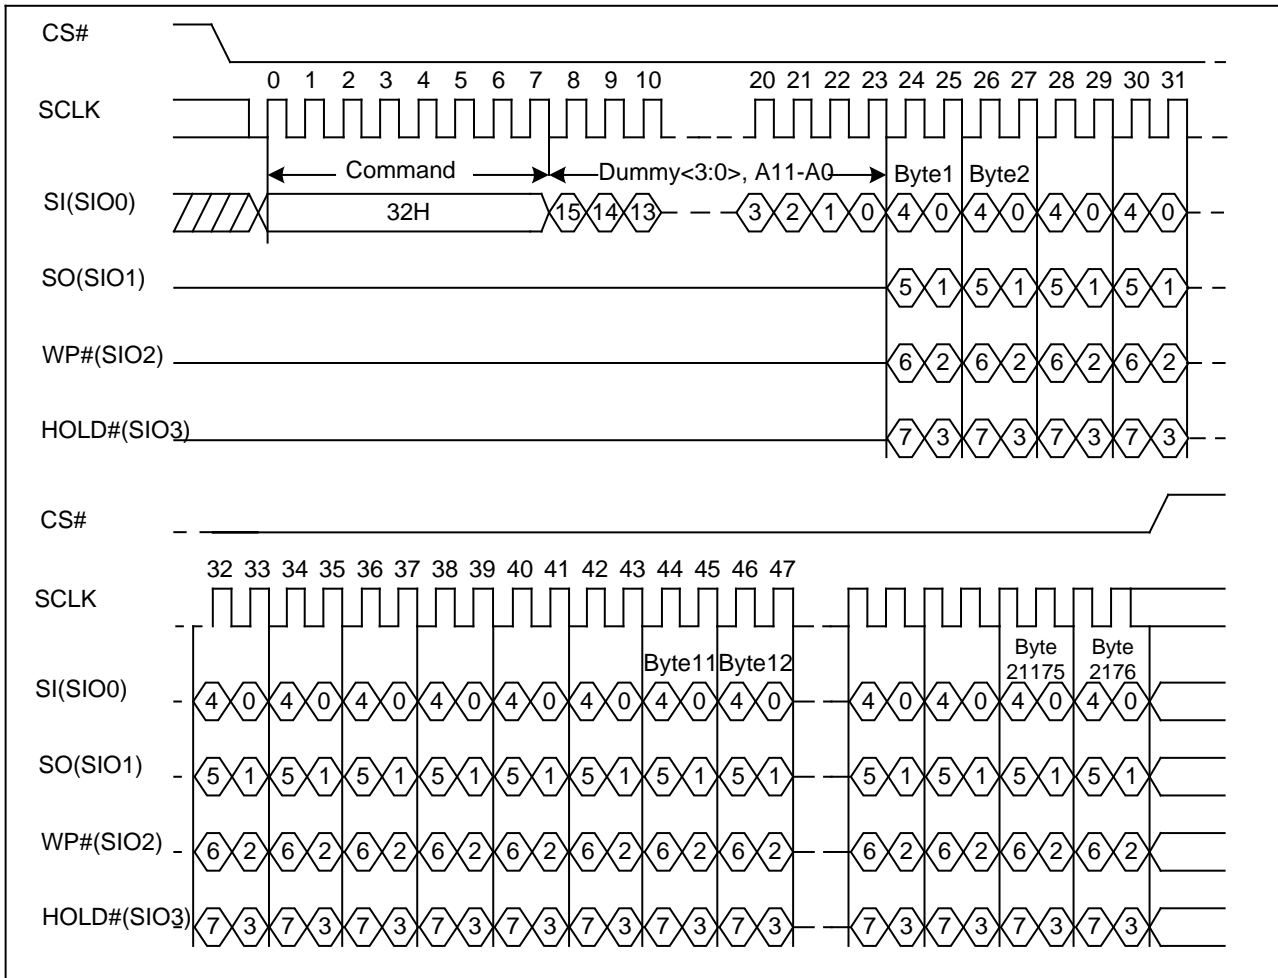 CS#
0 1 2 3 4 5 6 7 8 9 10 20 21 22 23 24 25 26 27 28 29 30 31
SCLK
Command Dummy<3:0>, A11-A0 Byte1 Byte2
SI(SIO0) 32H 15 14 13 3 2 1 0 4 0 4 0 4 0 4 0
SO(SIO1) 5 1 5 1 5 1 5 1
WP#(SIO2) 6 2 6 2 6 2 6 2
HOLD#(SIO3) 7 3 7 3 7 3 7 3
CS#
32 33 34 35 36 37 38 39 40 41 42 43 44 45 46 47
SCLK
Byte11 Byte12 Byte 21175 Byte 2176
SI(SIO0) 4 0 4 0 4 0 4 0 4 0 4 0 4 0 4 0 4 0 4 0 4 0 4 0
SO(SIO1) 5 1 5 1 5 1 5 1 5 1 5 1 5 1 5 1 5 1 5 1 5 1 5 1
WP#(SIO2) 6 2 6 2 6 2 6 2 6 2 6 2 6 2 6 2 6 2 6 2 6 2 6 2
HOLD#(SIO3) 7 3 7 3 7 3 7 3 7 3 7 3 7 3 7 3 7 3 7 3 7 3 7 3